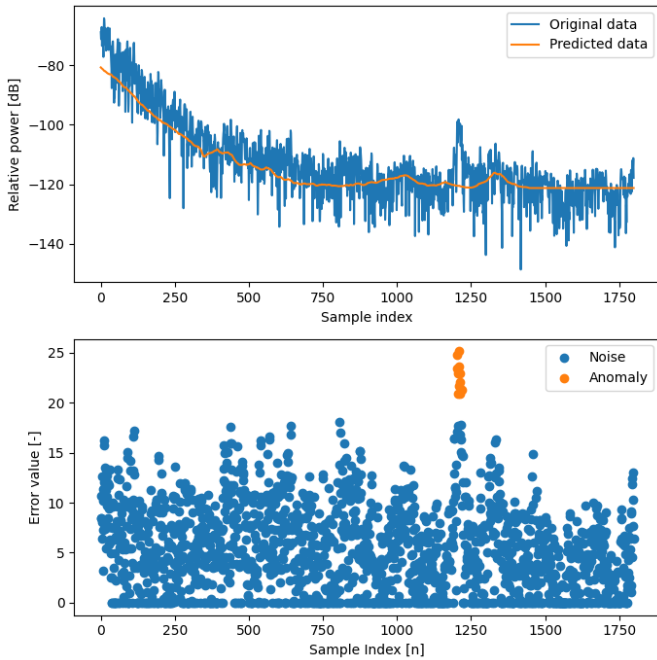 Original data
Predicted data
−80
−100
−120
−140
Relative power [dB]
0 250 500 750 1000 1250 1500 1750
Sample index
Noise
Anomaly
25
20
15
10
5
0
Error value [-]
0 250 500 750 1000 1250 1500 1750
Sample Index [n]